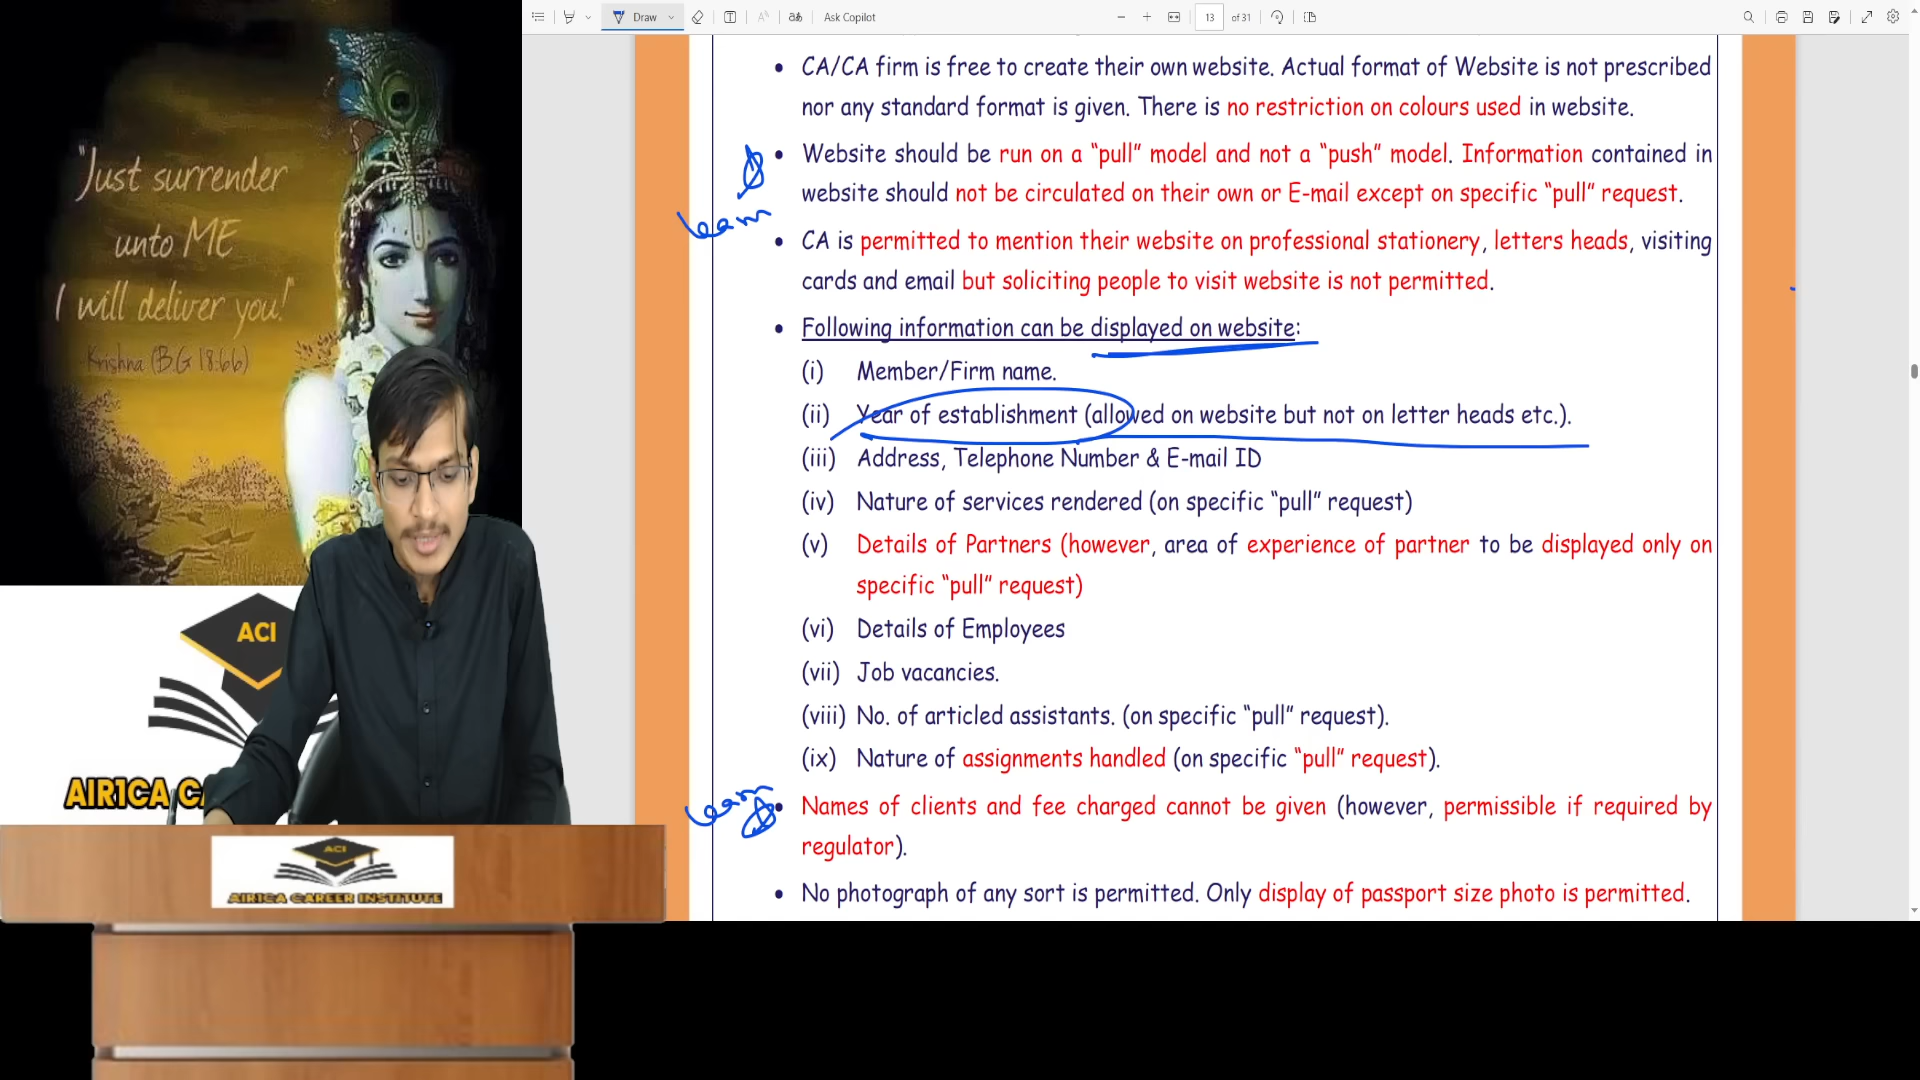 Draw
Ask Copilot
13
of 31
"Just surrender
unto ME
I will deliver you!"
-Krishna (B.G 18:66)
• CA/CA firm is free to create their own website. Actual format of Website is not prescribed
nor any standard format is given. There is no restriction on colours used in website.
• Website should be run on a “pull” model and not a “push” model. Information contained in
website should not be circulated on their own or E-mail except on specific “pull” request.
learn
• CA is permitted to mention their website on professional stationery, letters heads, visiting
cards and email but soliciting people to visit website is not permitted.
• Following information can be displayed on website:
(i) Member/Firm name.
(ii) Year of establishment (allowed on website but not on letter heads etc.).
(iii) Address, Telephone Number & E-mail ID
(iv) Nature of services rendered (on specific “pull” request)
(v) Details of Partners (however, area of experience of partner to be displayed only on
specific “pull” request)
(vi) Details of Employees
(vii) Job vacancies.
(viii) No. of articled assistants. (on specific “pull” request).
(ix) Nature of assignments handled (on specific “pull” request).
learn
• Names of clients and fee charged cannot be given (however, permissible if required by
regulator).
• No photograph of any sort is permitted. Only display of passport size photo is permitted.
ACI
AIR1CA C
ACI
AIR1CA CAREER INSTITUTE